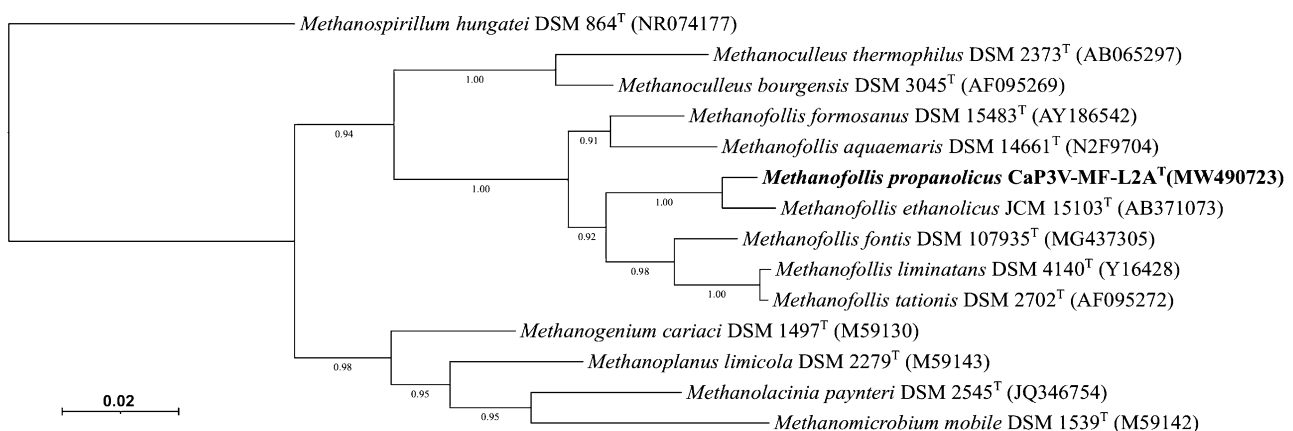 Methanospirillum hungatei DSM 864ᵀ (NR074177)
Methanoculleus thermophilus DSM 2373ᵀ (AB065297)
1.00
Methanoculleus bourgensis DSM 3045ᵀ (AF095269)
Methanofollis formosanus DSM 15483ᵀ (AY186542)
0.94
0.91
Methanofollis aquaemaris DSM 14661ᵀ (N2F9704)
Methanofollis propanolicus CaP3V-MF-L2Aᵀ(MW490723)
1.00
1.00
Methanofollis ethanolicus JCM 15103ᵀ (AB371073)
0.92
Methanofollis fontis DSM 107935ᵀ (MG437305)
0.98
Methanofollis liminatans DSM 4140ᵀ (Y16428)
1.00
Methanofollis tationis DSM 2702ᵀ (AF095272)
Methanogenium cariaci DSM 1497ᵀ (M59130)
0.98
Methanoplanus limicola DSM 2279ᵀ (M59143)
0.95
Methanolacinia paynteri DSM 2545ᵀ (JQ346754)
0.02
0.95
Methanomicrobium mobile DSM 1539ᵀ (M59142)